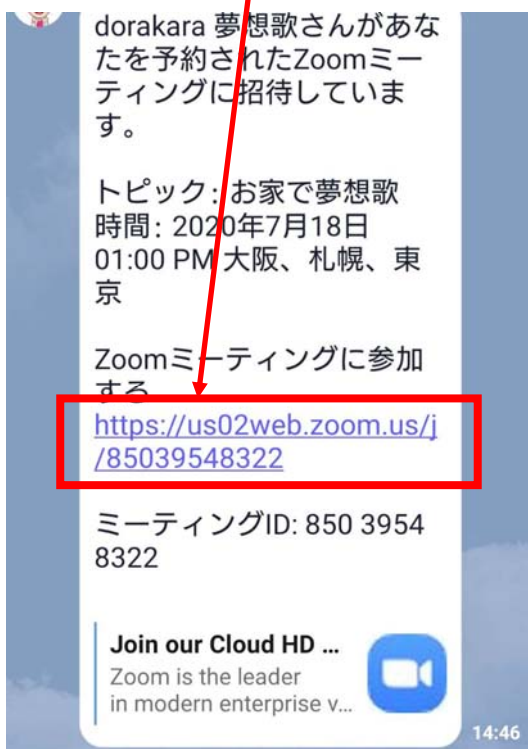 dorakara 夢想歌さんがあな
たを予約されたZoomミー
ティングに招待していま
す。
トピック: お家で夢想歌
時間: 2020年7月18日
01:00 PM 大阪、札幌、東
京
Zoomミーティングに参加
する
https://us02web.zoom.us/j
/85039548322
ミーティングID: 850 3954
8322
Join our Cloud HD ...
Zoom is the leader
in modern enterprise v...
14:46